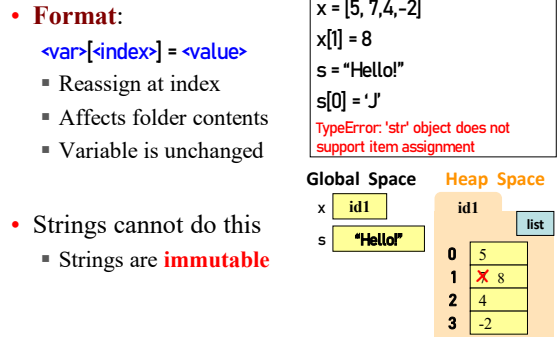 • Format:
<var>[<index>] = <value>
▪ Reassign at index
▪ Affects folder contents
▪ Variable is unchanged
• Strings cannot do this
▪ Strings are immutable
x = [5, 7,4,-2]
x[1] = 8
s = “Hello!”
s[0] = ‘J’
TypeError: 'str' object does not
support item assignment
Global Space Heap Space
x id1
s “Hello!”
id1
list
0 5
1 7 8
2 4
3 -2